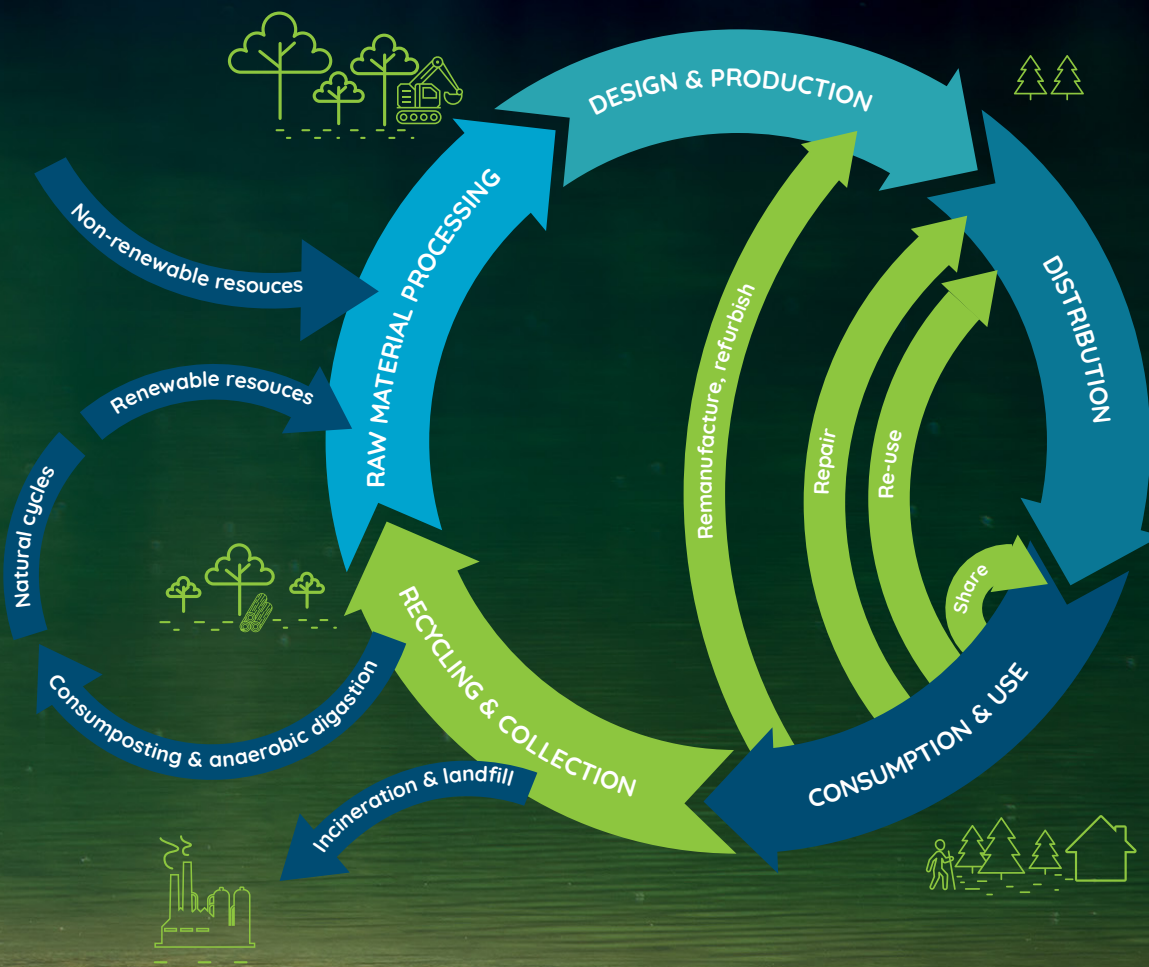 DESIGN & PRODUCTION
RAW MATERIAL PROCESSING
Non-renewable resouces
DISTRIBUTION
Remanufacture, refurbish
Renewable resouces
Repair
Re-use
Natural cycles
Share
RECYCLING & COLLECTION
Consumposting & anaerobic digastion
CONSUMPTION & USE
Incineration & landfill